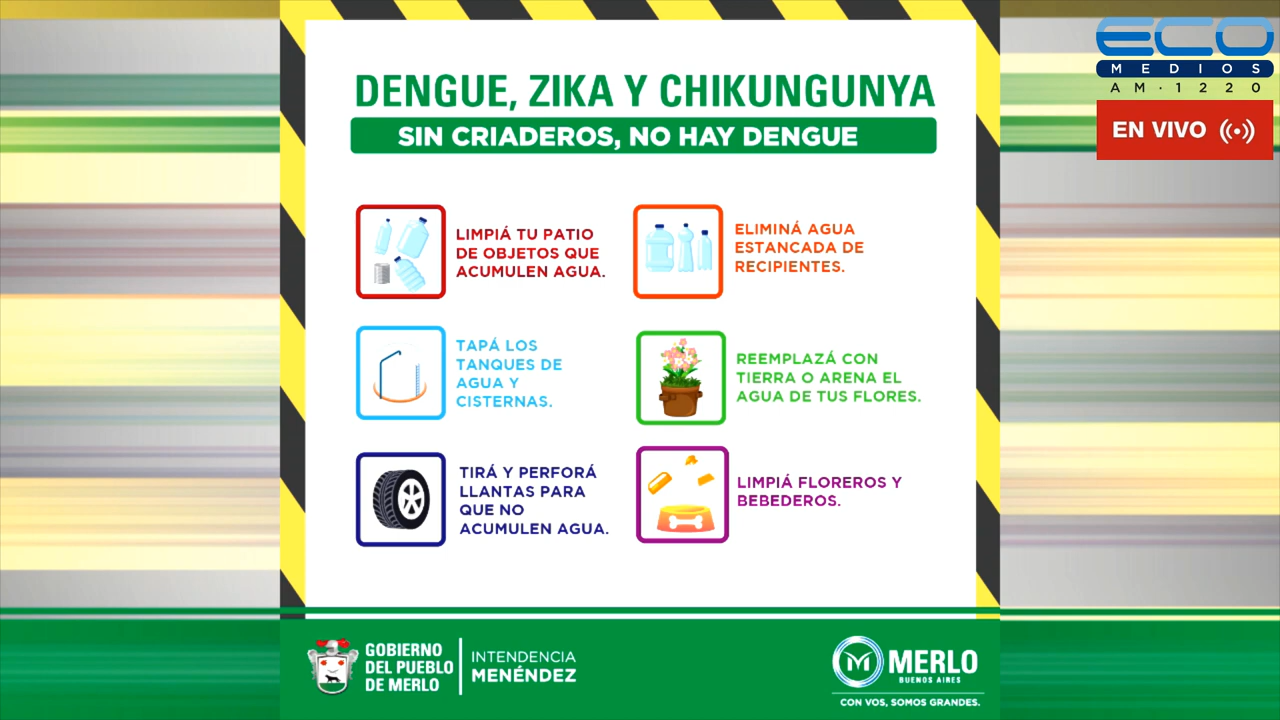 ECO
MEDIOS
AM·1220
EN VIVO
DENGUE, ZIKA Y CHIKUNGUNYA
SIN CRIADEROS, NO HAY DENGUE
LIMPIÁ TU PATIO
DE OBJETOS QUE
ACUMULEN AGUA.
ELIMINÁ AGUA
ESTANCADA DE
RECIPIENTES.
TAPÁ LOS
TANQUES DE
AGUA Y
CISTERNAS.
REEMPLAZÁ CON
TIERRA O ARENA EL
AGUA DE TUS FLORES.
TIRÁ Y PERFORÁ
LLANTAS PARA
QUE NO
ACUMULEN AGUA.
LIMPIÁ FLOREROS Y
BEBEDEROS.
GOBIERNO
DEL PUEBLO
DE MERLO
INTENDENCIA
MENÉNDEZ
MERLO
BUENOS AIRES
CON VOS, SOMOS GRANDES.